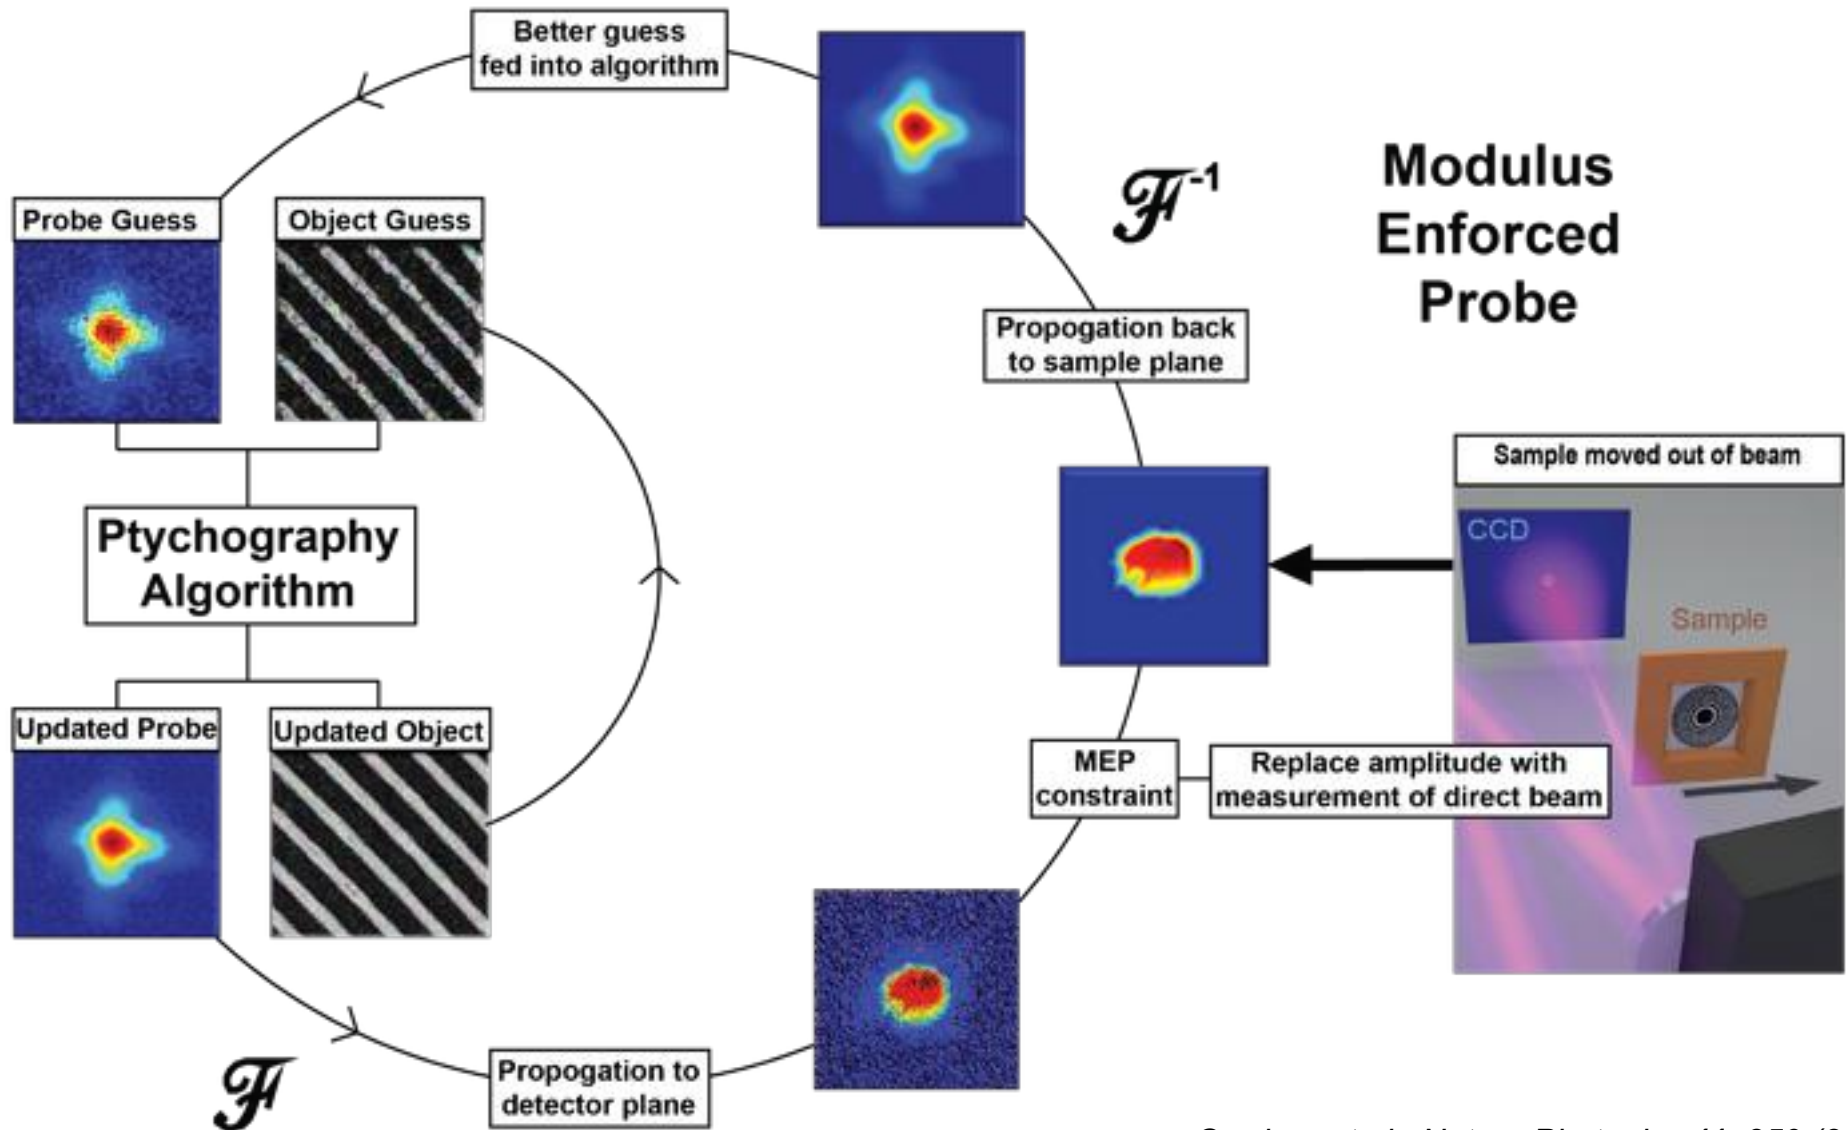 Better guess
fed into algorithm
Modulus
Enforced
Probe
ℱ-1
Probe Guess
Object Guess
Propogation back
to sample plane
Sample moved out of beam
CCD
Sample
Ptychography
Algorithm
Updated Probe
Updated Object
MEP
constraint
Replace amplitude with
measurement of direct beam
ℱ
Propogation to
detector plane